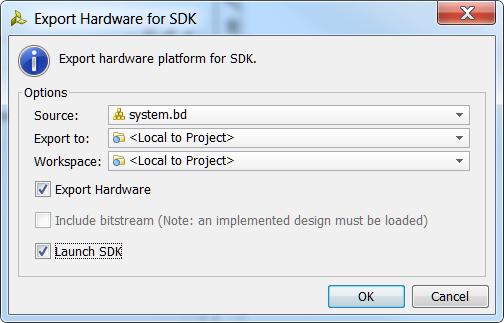 Export Hardware for SDK
Export hardware platform for SDK.
Options
Source: system.bd
Export to: <Local to Project>
Workspace: <Local to Project>
Export Hardware
Include bitstream (Note: an implemented design must be loaded)
Launch SDK
OK Cancel